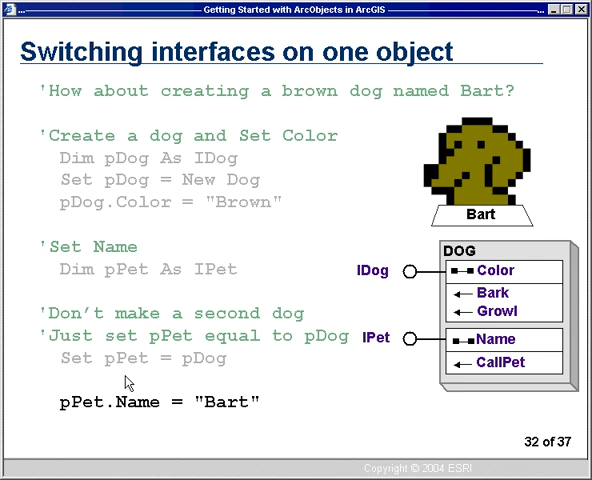 Getting Started with ArcObjects in ArcGIS
Switching interfaces on one object
'How about creating a brown dog named Bart?
'Create a dog and Set Color
Dim pDog As IDog
Set pDog = New Dog
pDog.Color = "Brown"
'Set Name
Dim pPet As IPet
'Don't make a second dog
'Just set pPet equal to pDog
Set pPet = pDog
pPet.Name = "Bart"
Bart
DOG
IDog
Color
Bark
Growl
IPet
Name
CallPet
32 of 37
Copyright © 2004 ESRI